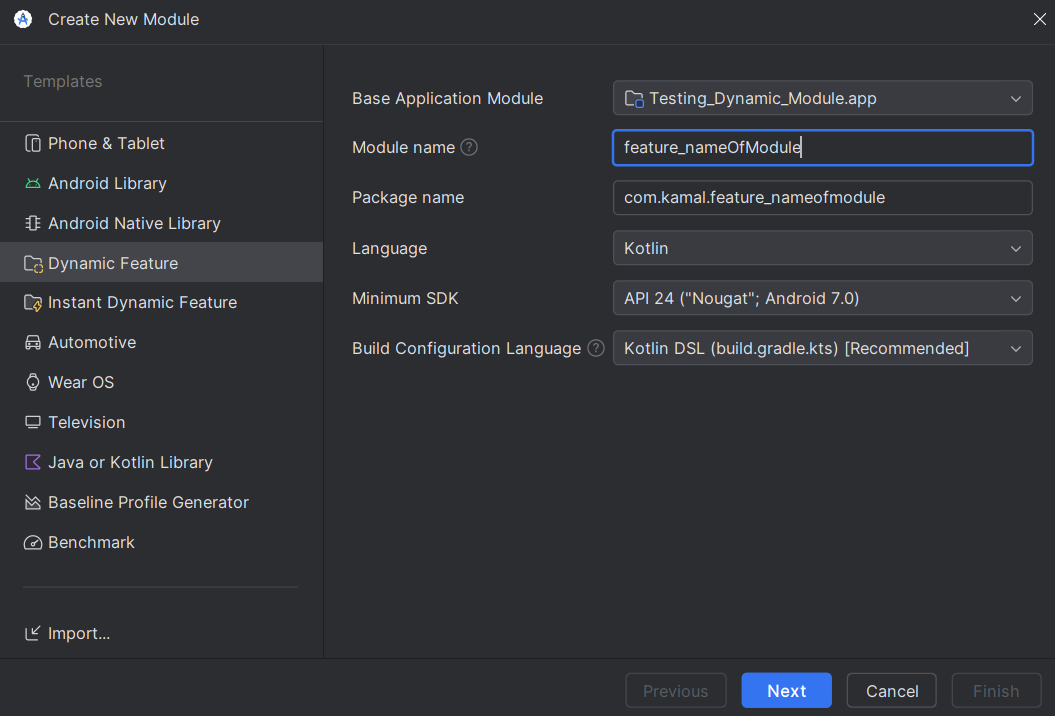 Create New Module
Templates
Phone & Tablet
Android Library
Android Native Library
Dynamic Feature
Instant Dynamic Feature
Automotive
Wear OS
Television
Java or Kotlin Library
Baseline Profile Generator
Benchmark
Import...
Base Application Module Testing_Dynamic_Module.app
Module name ? feature_nameOfModule
Package name com.kamal.feature_nameofmodule
Language Kotlin
Minimum SDK API 24 ("Nougat"; Android 7.0)
Build Configuration Language ? Kotlin DSL (build.gradle.kts) [Recommended]
Previous Next Cancel Finish